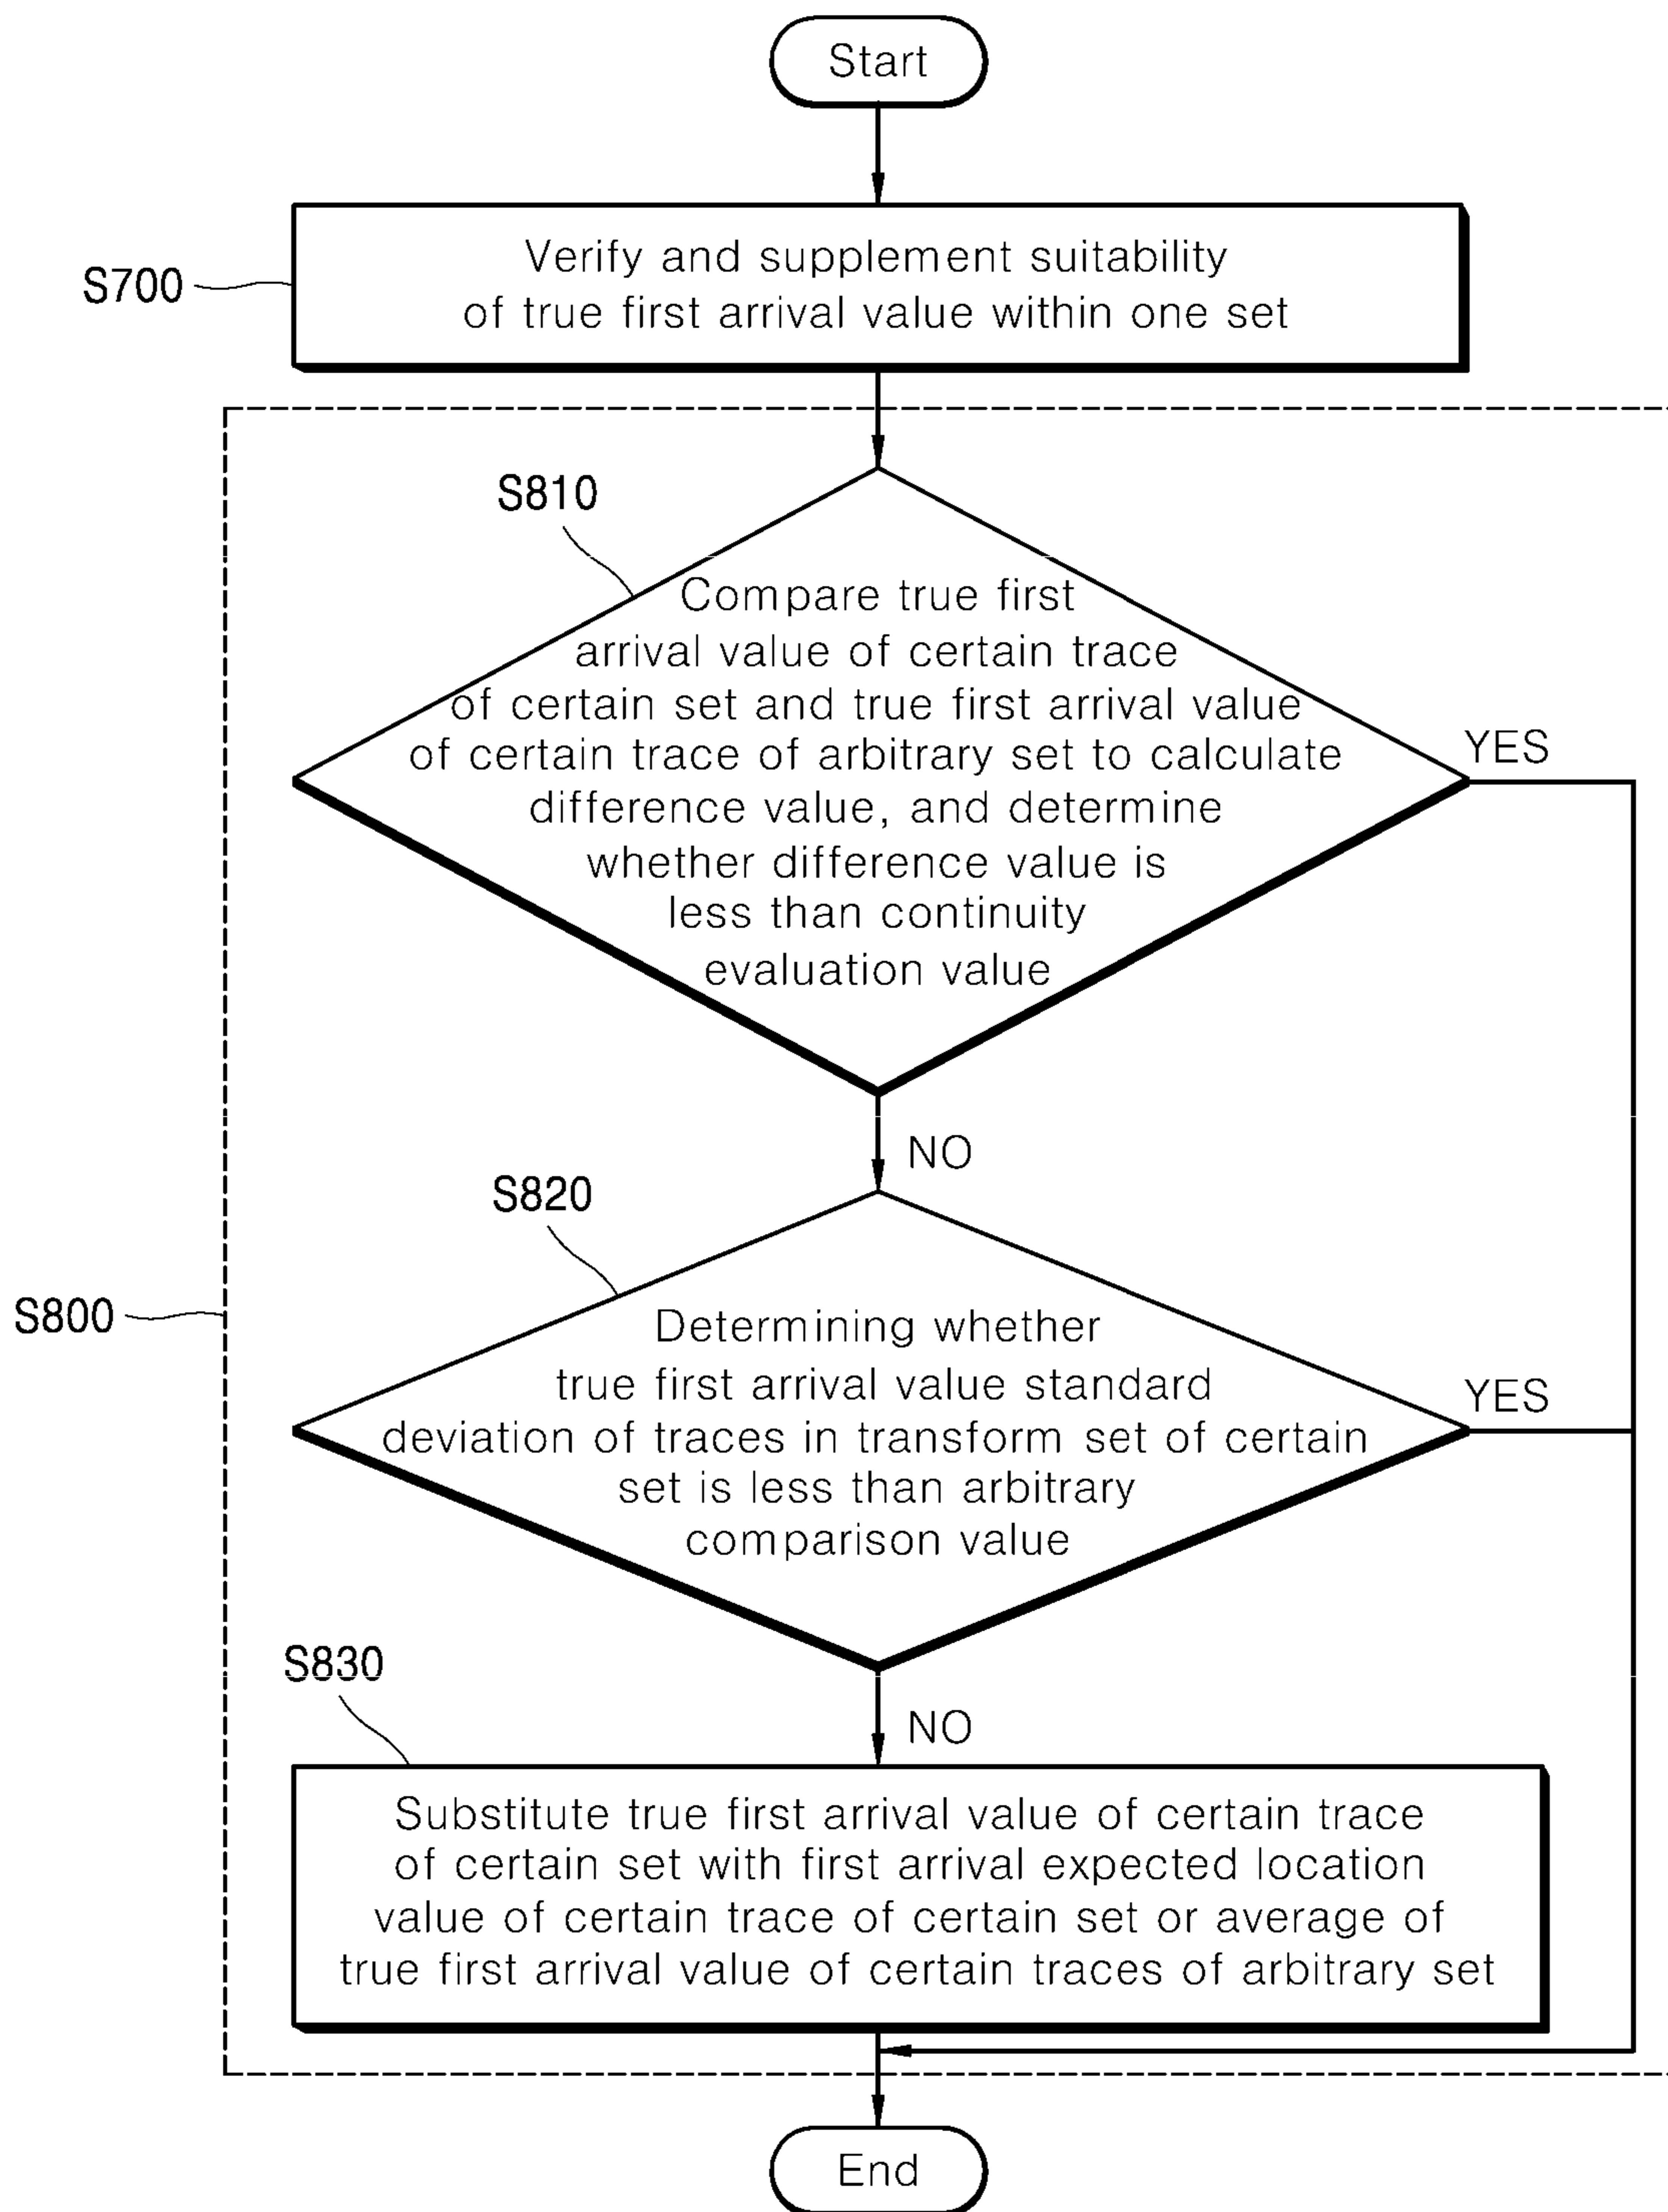 Start
S700
Verify and supplement suitability
of true first arrival value within one set
S810
Compare true first
arrival value of certain trace
of certain set and true first arrival value
of certain trace of arbitrary set to calculate
difference value, and determine
whether difference value is
less than continuity
evaluation value
YES
NO
S800
S820
Determining whether
true first arrival value standard
deviation of traces in transform set of certain
set is less than arbitrary
comparison value
YES
NO
S830
Substitute true first arrival value of certain trace
of certain set with first arrival expected location
value of certain trace of certain set or average of
true first arrival value of certain traces of arbitrary set
End